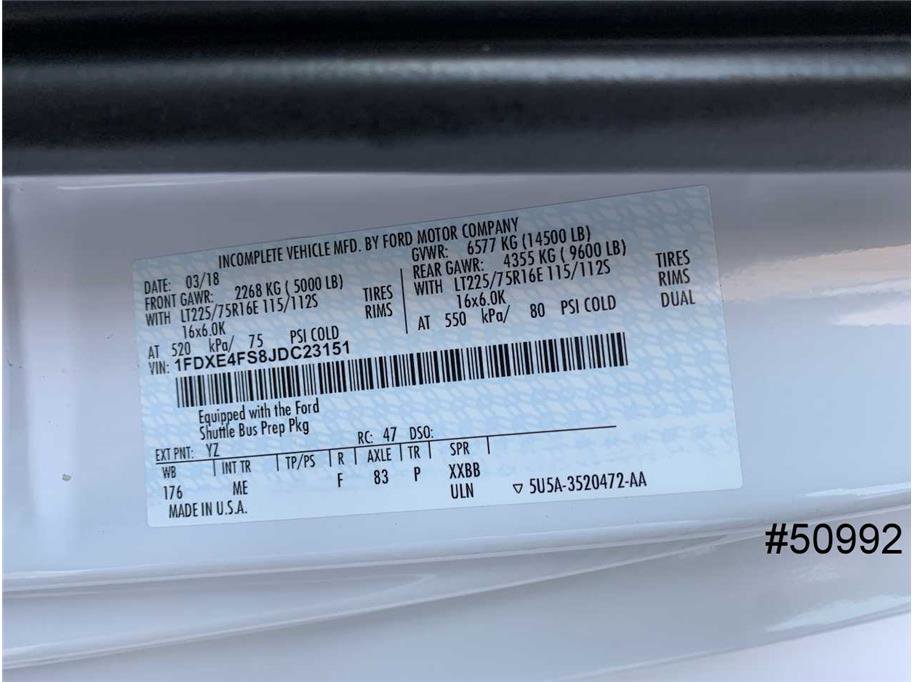 INCOMPLETE VEHICLE MFD. BY FORD MOTOR COMPANY
DATE: 03/18
FRONT GAWR: 2268 KG ( 5000 LB)
WITH LT225/75R16E 115/112S TIRES
16x6.0K RIMS
AT 520 kPa/ 75 PSI COLD
GVWR: 6577 KG (14500 LB)
REAR GAWR: 4355 KG ( 9600 LB)
WITH LT225/75R16E 115/112S TIRES
16x6.0K RIMS
AT 550 kPa/ 80 PSI COLD DUAL
VIN: 1FDXE4FS8JDC23151
Equipped with the Ford
Shuttle Bus Prep Pkg
EXT PNT: YZ RC: 47 DSO:
WB INT TR TP/PS R AXLE TR SPR
176 ME F 83 P XXBB
ULN
MADE IN U.S.A. ▽ 5U5A-3520472-AA
#50992